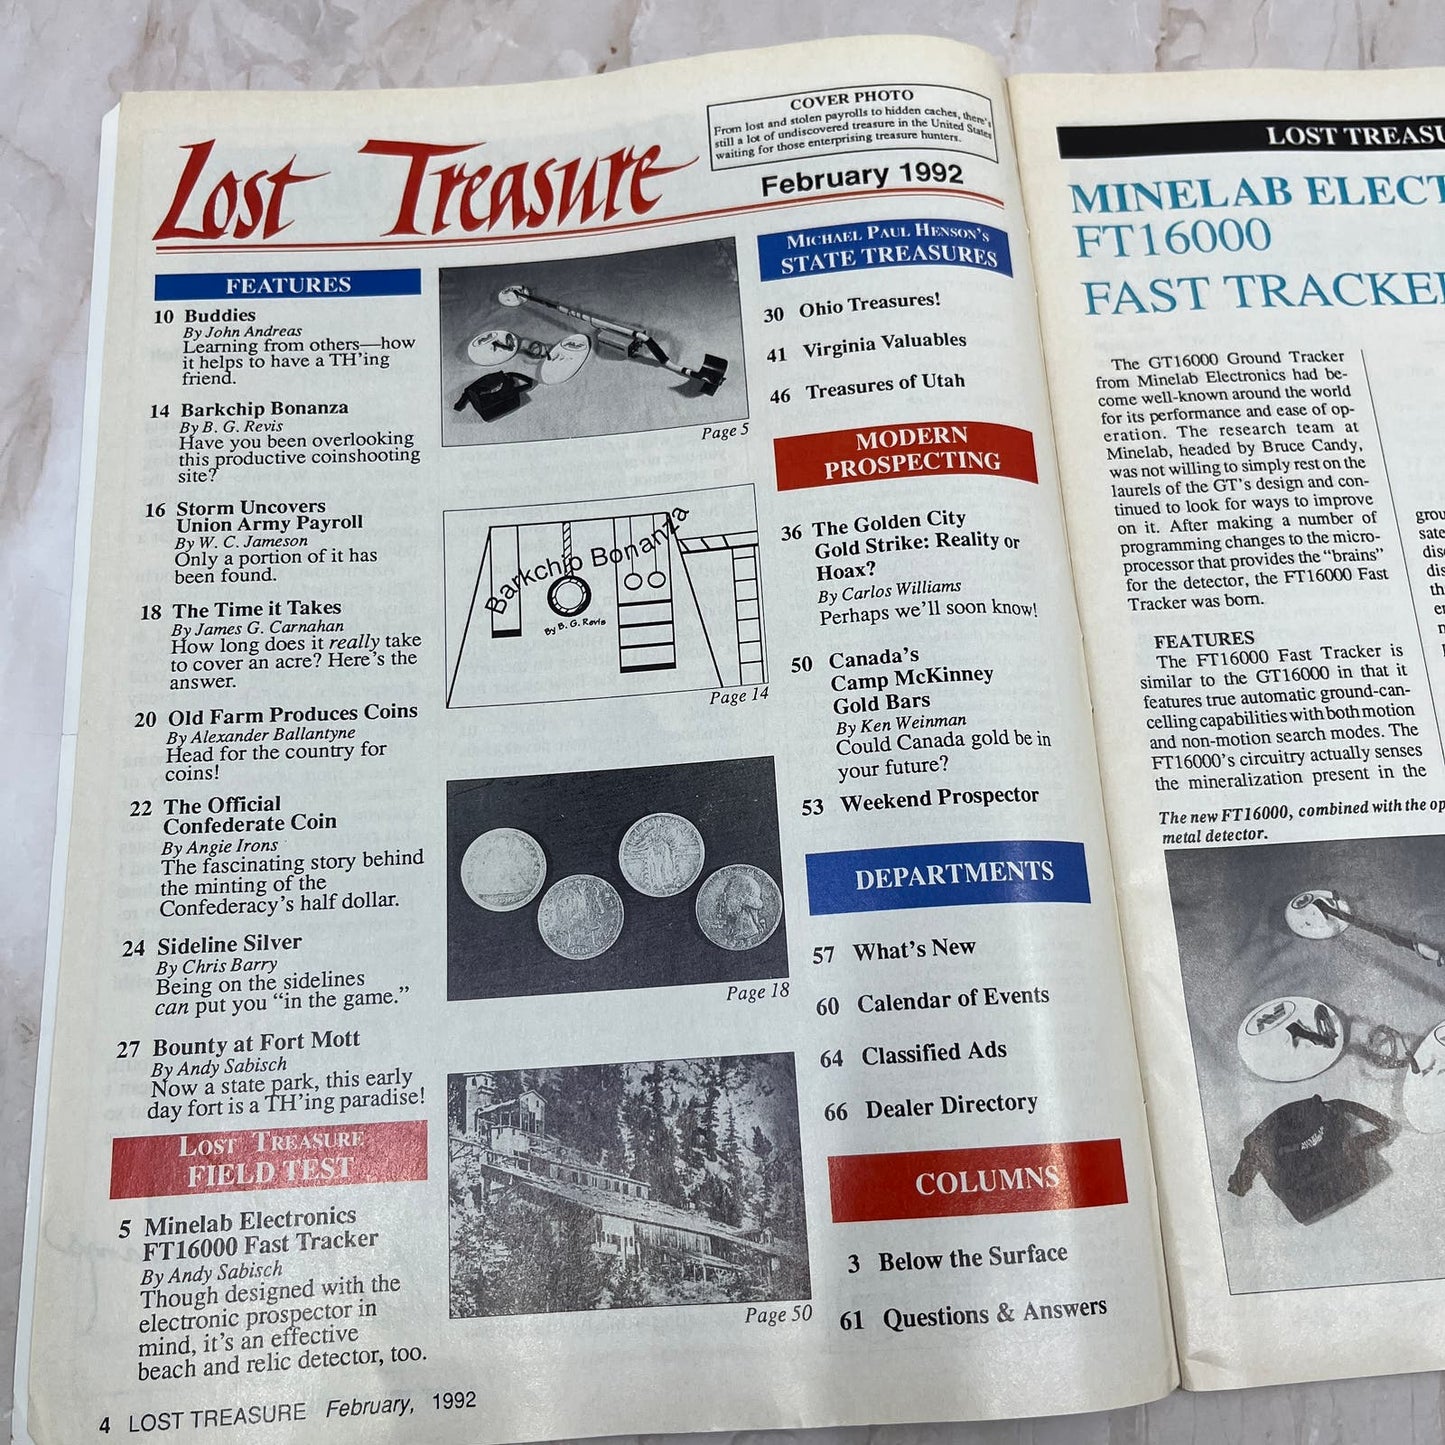 COVER PHOTO
From lost and stolen payrolls to hidden caches, there's
still a lot of undiscovered treasure in the United States
waiting for those enterprising treasure hunters.
Lost Treasure
February 1992
FEATURES
10 Buddies
By John Andreas
Learning from others—how
it helps to have a TH'ing
friend.
14 Barkchip Bonanza
By B. G. Revis
Have you been overlooking
this productive coinshooting
site?
16 Storm Uncovers
Union Army Payroll
By W. C. Jameson
Only a portion of it has
been found.
18 The Time it Takes
By James G. Carnahan
How long does it really take
to cover an acre? Here's the
answer.
20 Old Farm Produces Coins
By Alexander Ballantyne
Head for the country for
coins!
22 The Official
Confederate Coin
By Angie Irons
The fascinating story behind
the minting of the
Confederacy's half dollar.
24 Sideline Silver
By Chris Barry
Being on the sidelines
can put you "in the game."
27 Bounty at Fort Mott
By Andy Sabisch
Now a state park, this early
day fort is a TH'ing paradise!
LOST TREASURE
FIELD TEST
5 Minelab Electronics
FT16000 Fast Tracker
By Andy Sabisch
Though designed with the
electronic prospector in
mind, it's an effective
beach and relic detector, too.
Page 5
Barkchip Bonanza
By B. G. Revis
Page 14
Page 18
Page 50
MICHAEL PAUL HENSON'S
STATE TREASURES
30 Ohio Treasures!
41 Virginia Valuables
46 Treasures of Utah
MODERN
PROSPECTING
36 The Golden City
Gold Strike: Reality or
Hoax?
By Carlos Williams
Perhaps we'll soon know!
50 Canada's
Camp McKinney
Gold Bars
By Ken Weinman
Could Canada gold be in
your future?
53 Weekend Prospector
DEPARTMENTS
57 What's New
60 Calendar of Events
64 Classified Ads
66 Dealer Directory
COLUMNS
3 Below the Surface
61 Questions & Answers
4 LOST TREASURE February, 1992
LOST TREASU
MINELAB ELECT
FT16000
FAST TRACKE
The GT16000 Ground Tracker
from Minelab Electronics had be-
come well-known around the world
for its performance and ease of op-
eration. The research team at
Minelab, headed by Bruce Candy,
was not willing to simply rest on the
laurels of the GT's design and con-
tinued to look for ways to improve
on it. After making a number of
programming changes to the micro-
processor that provides the "brains"
for the detector, the FT16000 Fast
Tracker was born.
FEATURES
The FT16000 Fast Tracker is
similar to the GT16000 in that it
features true automatic ground-can-
celling capabilities with both motion
and non-motion search modes. The
FT16000's circuitry actually senses
the mineralization present in the
The new FT16000, combined with the op
metal detector.